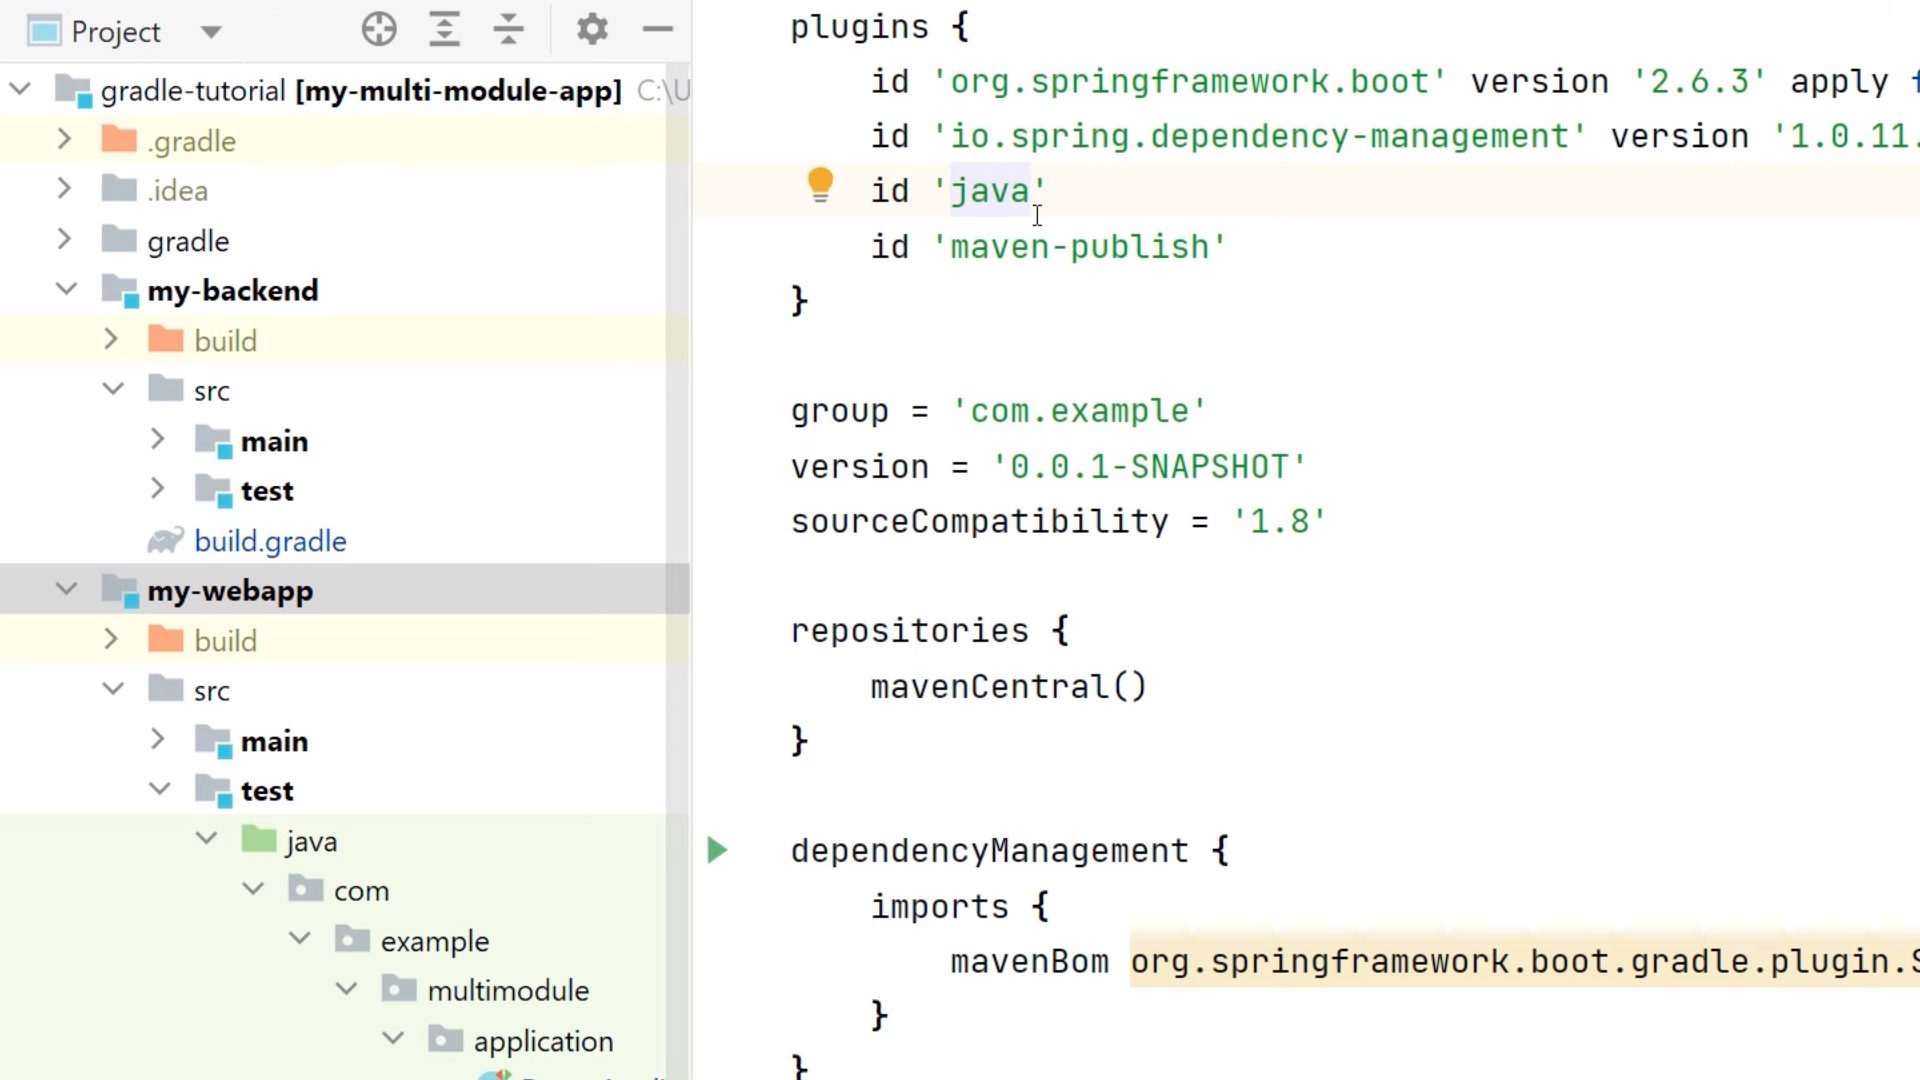 Project
gradle-tutorial [my-multi-module-app] C:\U
.gradle
.idea
gradle
my-backend
build
src
main
test
build.gradle
my-webapp
build
src
main
test
java
com
example
multimodule
application
plugins {
id 'org.springframework.boot' version '2.6.3' apply f
id 'io.spring.dependency-management' version '1.0.11.
id 'java'
id 'maven-publish'
}
group = 'com.example'
version = '0.0.1-SNAPSHOT'
sourceCompatibility = '1.8'
repositories {
mavenCentral()
}
dependencyManagement {
imports {
mavenBom org.springframework.boot.gradle.plugin.S
}
}